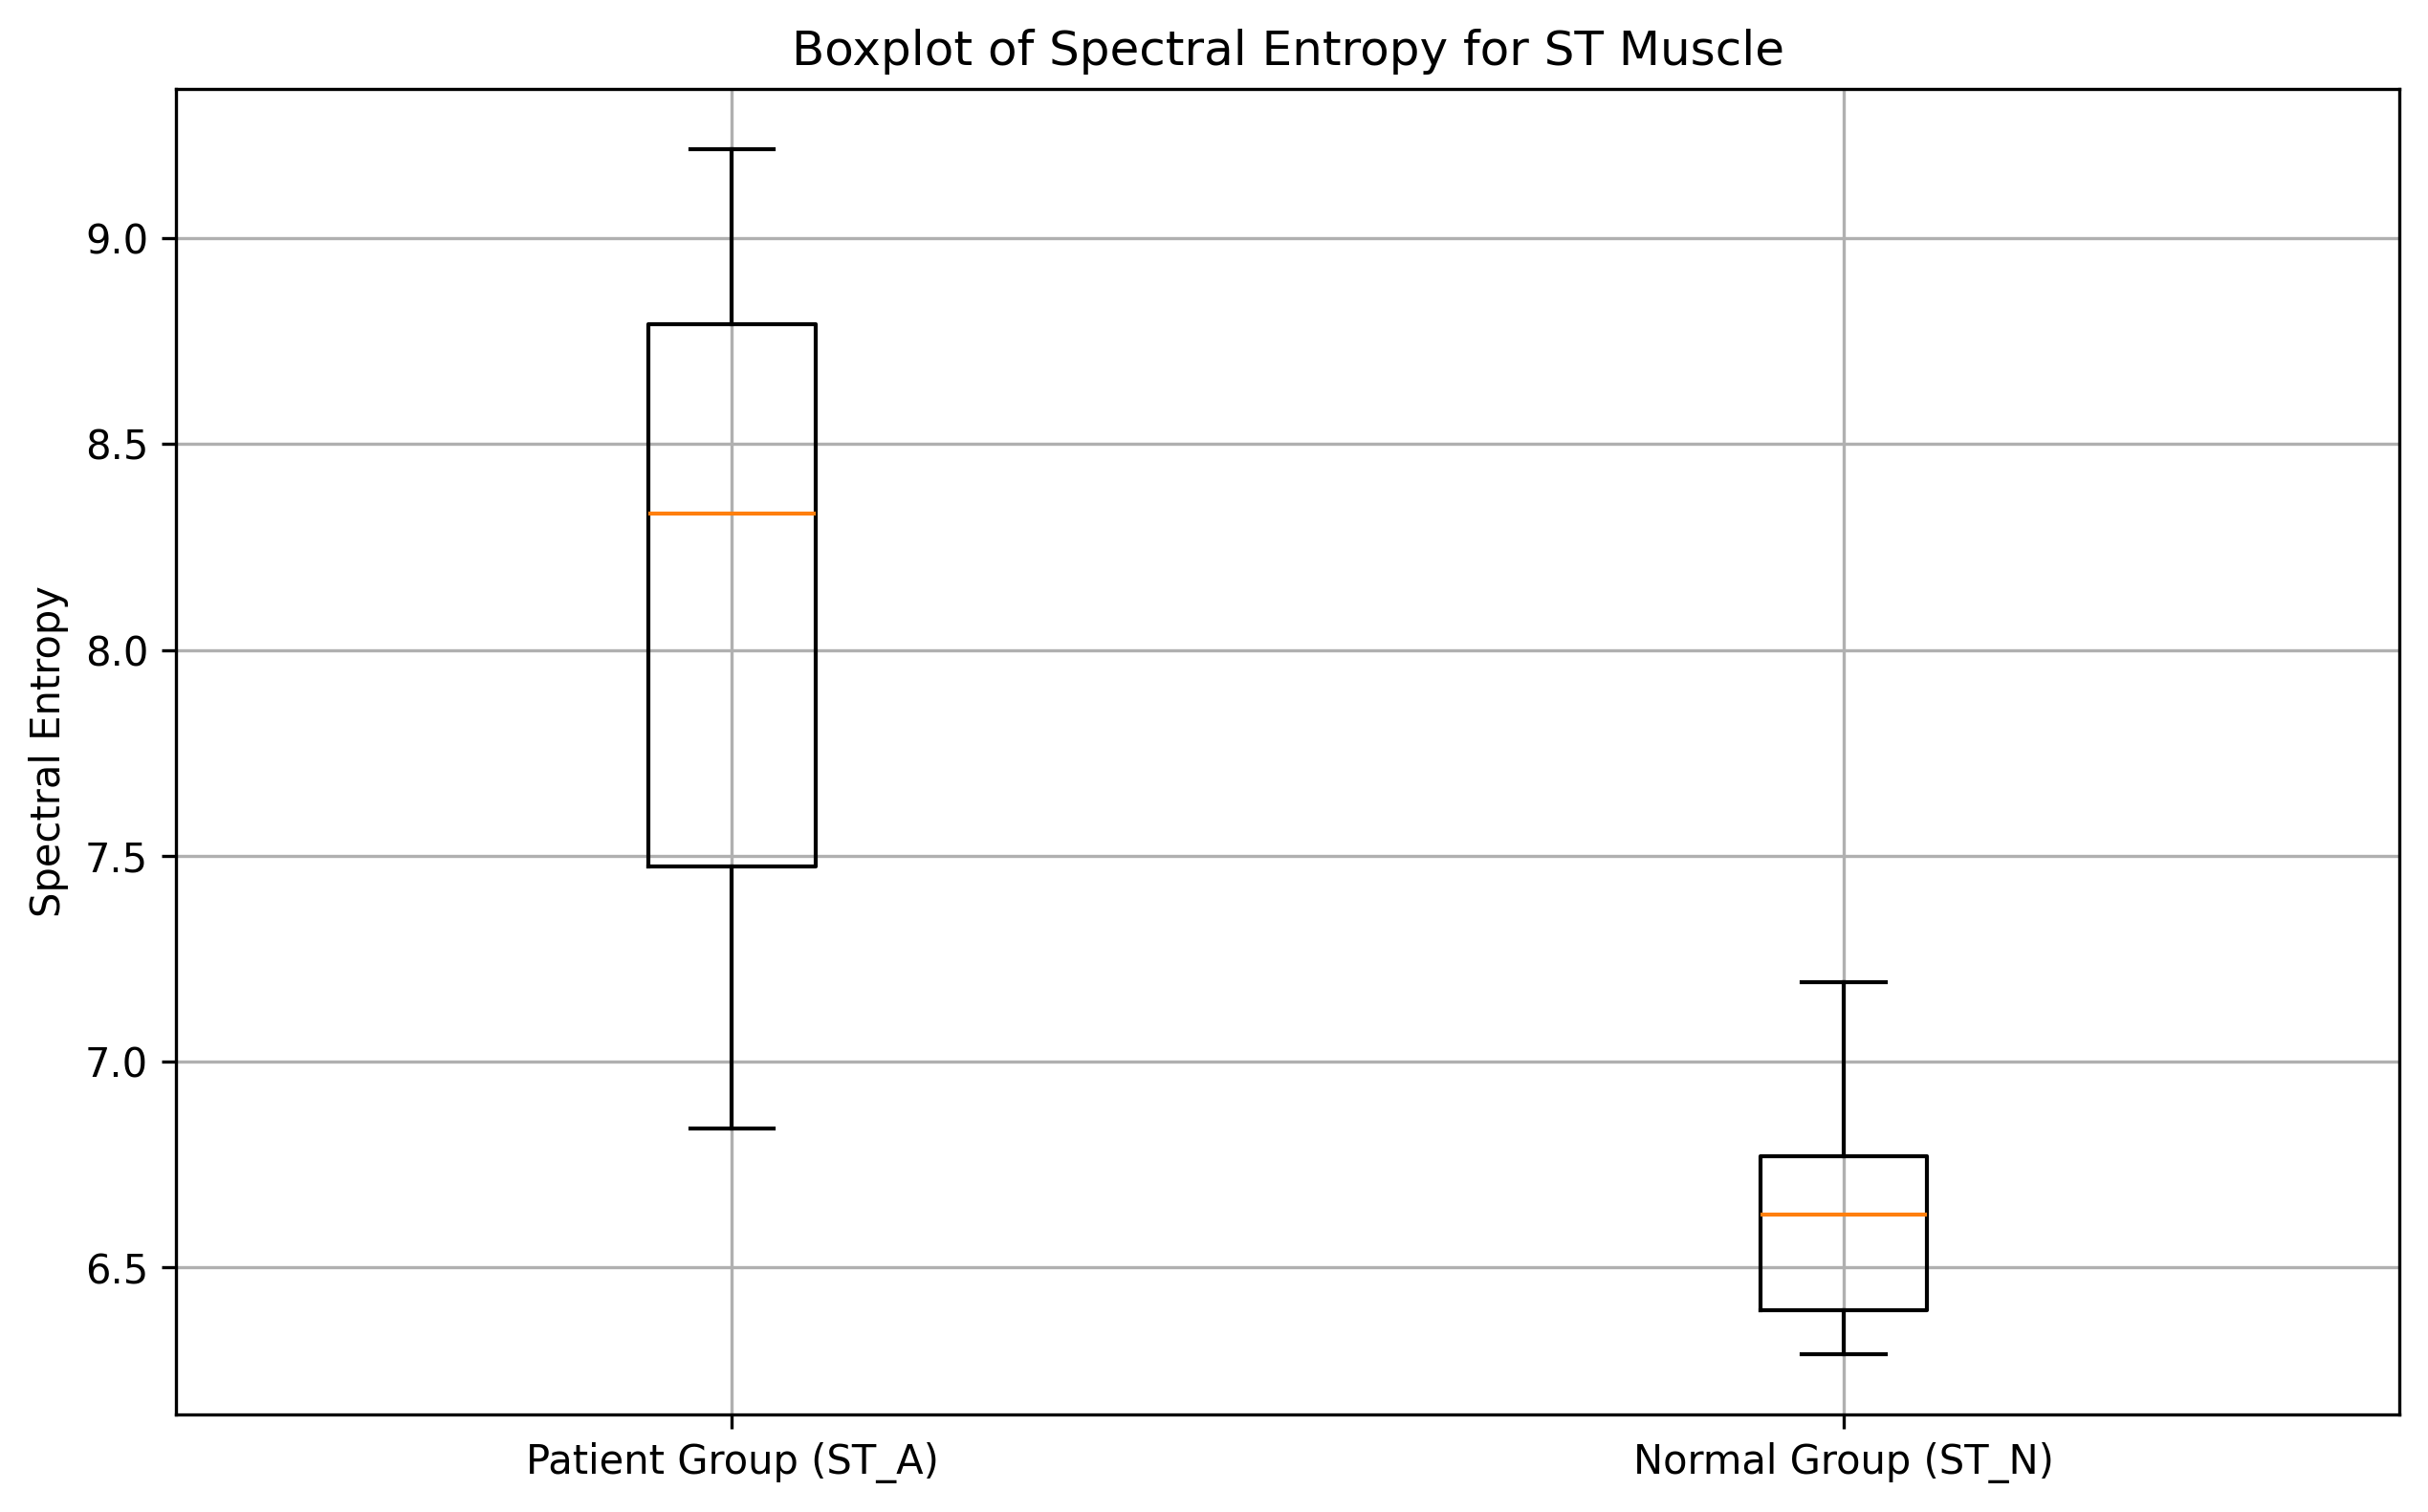 Boxplot of Spectral Entropy for ST Muscle
Spectral Entropy
9.0
8.5
8.0
7.5
7.0
6.5
Patient Group (ST_A)
Normal Group (ST_N)